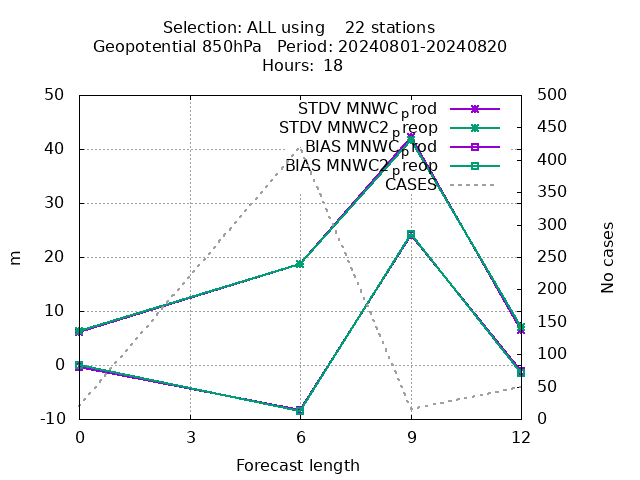 Selection: ALL using    22 stations
Geopotential 850hPa   Period: 20240801-20240820
Hours: 18
50
40
30
20
10
0
-10
m
500
450
400
350
300
250
200
150
100
50
0
No cases
STDV MNWC_prod
STDV MNWC2_preop
BIAS MNWC_prod
BIAS MNWC2_preop
CASES
0 3 6 9 12
Forecast length